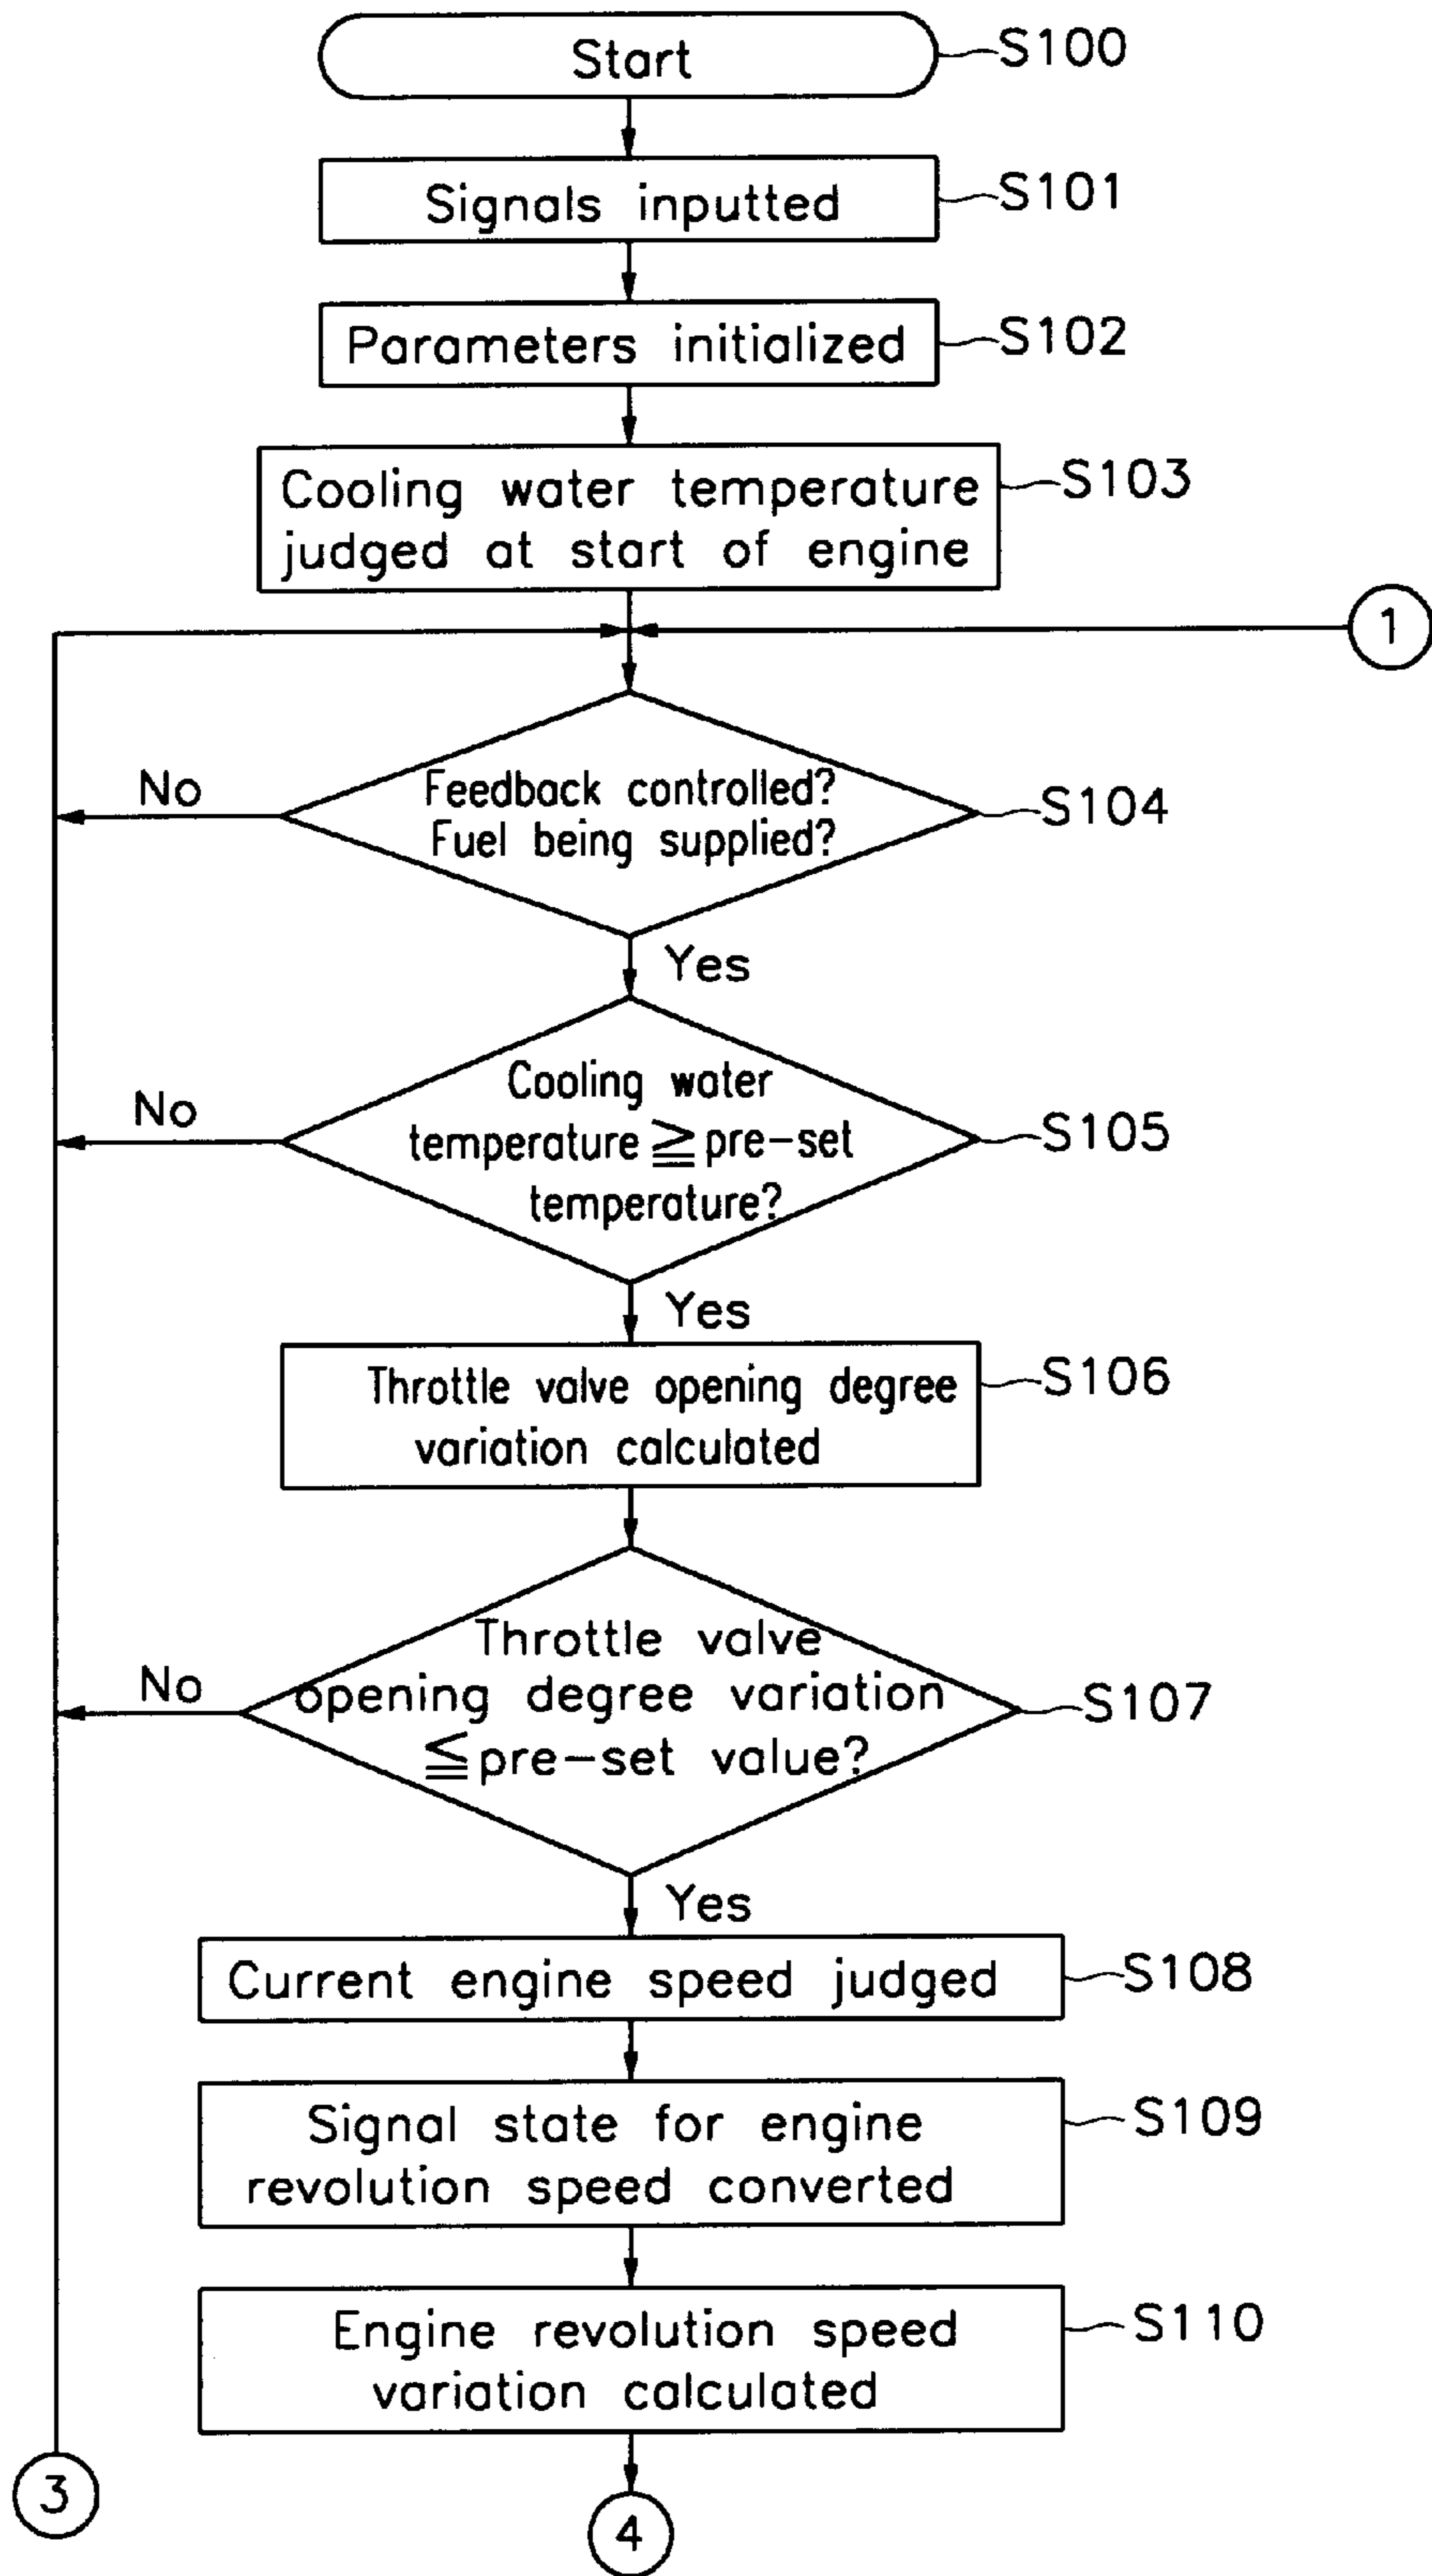 Start
S100
Signals inputted
S101
Parameters initialized
S102
Cooling water temperature
judged at start of engine
S103
1
Feedback controlled?
Fuel being supplied?
S104
No
Yes
Cooling water
temperature ≧ pre-set
temperature?
S105
No
Yes
Throttle valve opening degree
variation calculated
S106
Throttle valve
opening degree variation
≦ pre-set value?
S107
No
Yes
Current engine speed judged
S108
Signal state for engine
revolution speed converted
S109
Engine revolution speed
variation calculated
S110
3
4